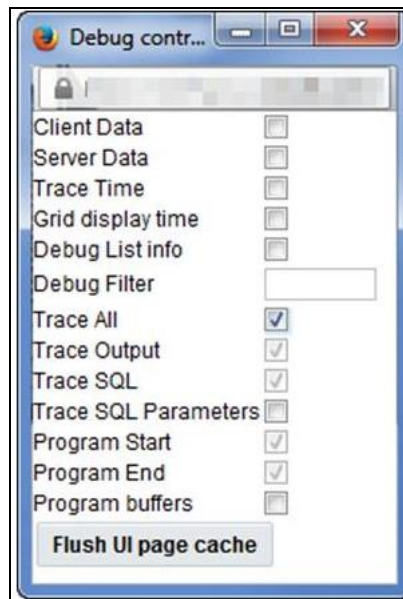 Debug contr...
Client Data
Server Data
Trace Time
Grid display time
Debug List info
Debug Filter
Trace All
Trace Output
Trace SQL
Trace SQL Parameters
Program Start
Program End
Program buffers
Flush UI page cache